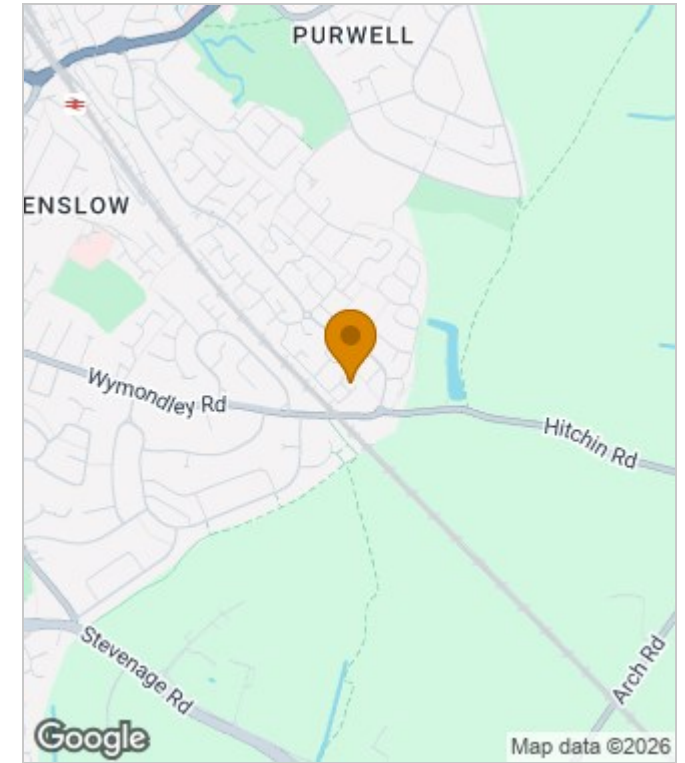 PURWELL
ENSLOW
Wymondley Rd
Hitchin Rd
Stevenage Rd
Arch Rd
Google
Map data ©2026